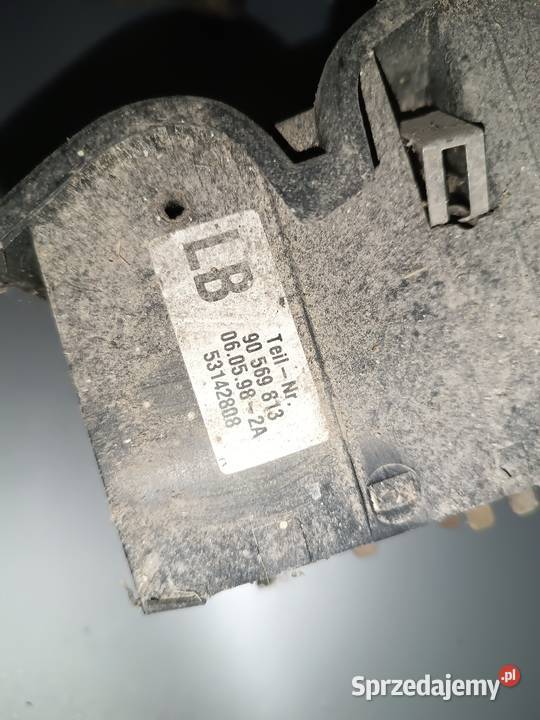 LB
Teil-Nr.
90 569 813
06.05.98-2A
53142808
Sprzedajemy.pl